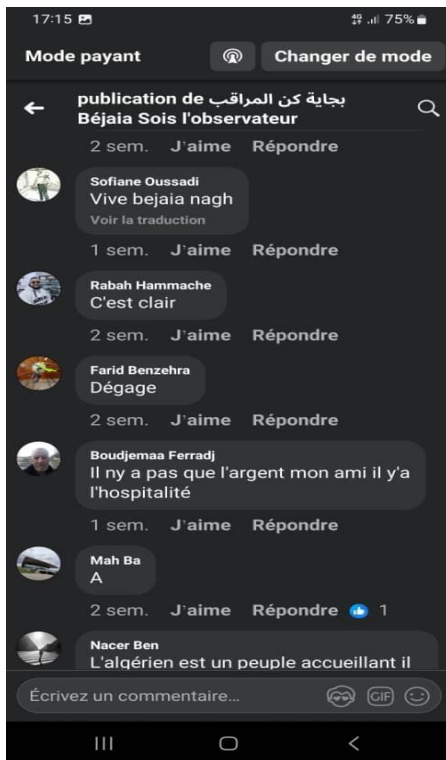 17:15 4G 75%
Mode payant Changer de mode
publication de بجاية كن المراقب
Béjaia Sois l'observateur
2 sem. J'aime Répondre
Sofiane Oussadi
Vive bejaia nagh
Voir la traduction
1 sem. J'aime Répondre
Rabah Hammache
C'est clair
2 sem. J'aime Répondre
Farid Benzehra
Dégage
2 sem. J'aime Répondre
Boudjemaa Ferradj
Il ny a pas que l'argent mon ami il y'a
l'hospitalité
1 sem. J'aime Répondre
Mah Ba
A
2 sem. J'aime Répondre 1
Nacer Ben
L'algérien est un peuple accueillant il
Écrivez un commentaire... GIF